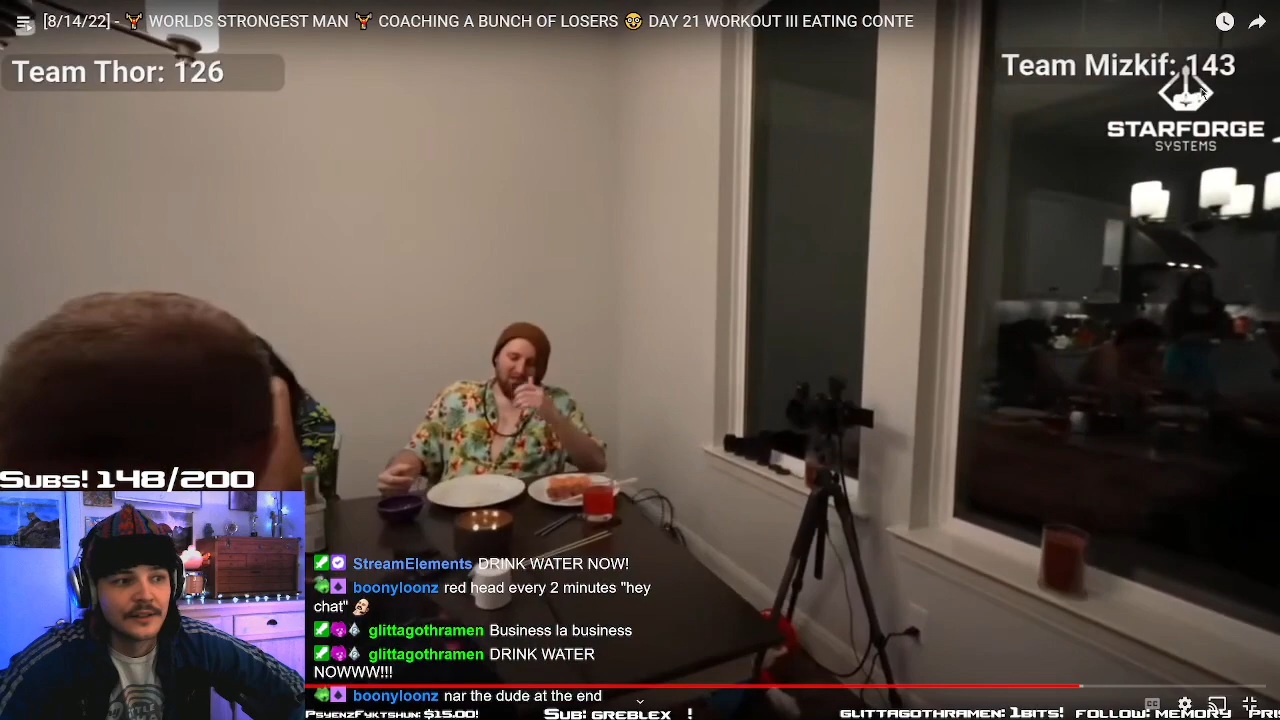 [8/14/22] - WORLDS STRONGEST MAN COACHING A BUNCH OF LOSERS DAY 21 WORKOUT III EATING CONTE
Team Thor: 126
Team Mizkif: 143
STARFORGE
SYSTEMS
Subs! 148/200
StreamElements DRINK WATER NOW!
boonyloonz red head every 2 minutes "hey
chat"
glittagothramen Business la business
glittagothramen DRINK WATER
NOWWW!!!
boonyloonz nar the dude at the end
PsyenzFyktshun: $15.00! Sub: greblex ! glittagothramen: 1bits! follow: memory